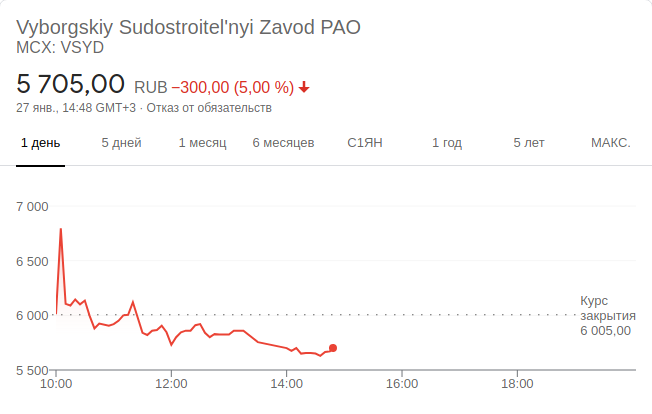 Vyborgskiy Sudostroitel'nyi Zavod PAO
MCX: VSYD
5 705,00 RUB −300,00 (5,00 %)
27 янв., 14:48 GMT+3 · Отказ от обязательств
1 день 5 дней 1 месяц 6 месяцев С1ЯН 1 год 5 лет МАКС.
7 000
6 500
6 000
5 500
Курс
закрытия
6 005,00
10:00 12:00 14:00 16:00 18:00